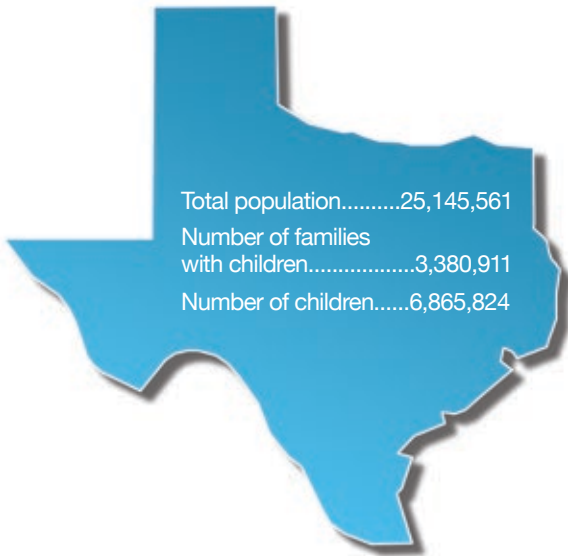 Total population..........25,145,561
Number of families
with children..................3,380,911
Number of children......6,865,824